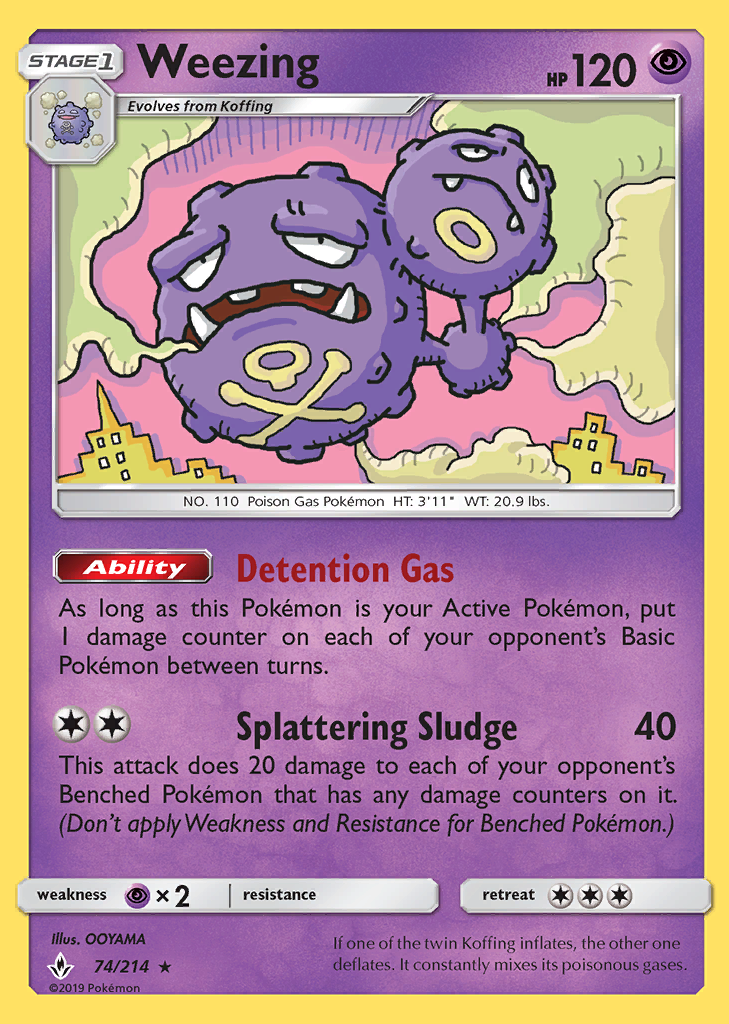 STAGE1 Weezing HP 120
Evolves from Koffing
NO. 110 Poison Gas Pokémon HT: 3'11" WT: 20.9 lbs.
Ability Detention Gas
As long as this Pokémon is your Active Pokémon, put
1 damage counter on each of your opponent's Basic
Pokémon between turns.
Splattering Sludge 40
This attack does 20 damage to each of your opponent's
Benched Pokémon that has any damage counters on it.
(Don't apply Weakness and Resistance for Benched Pokémon.)
weakness ×2 resistance retreat
Illus. OOYAMA
74/214 ★
©2019 Pokémon
If one of the twin Koffing inflates, the other one
deflates. It constantly mixes its poisonous gases.